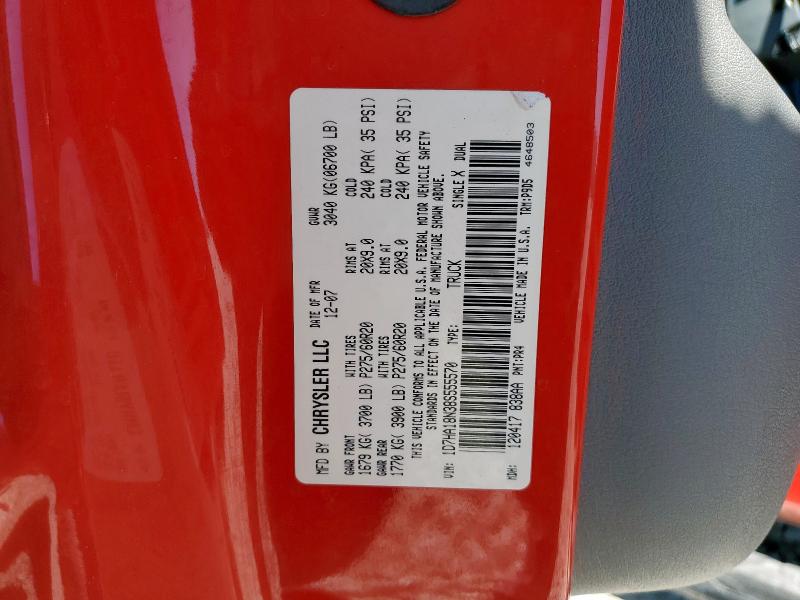 MFD BY CHRYSLER LLC DATE OF MFR 12-07 GVWR 3040 KG(06700 LB)
GAWR FRONT WITH TIRES RIMS AT COLD
1679 KG( 3700 LB) P275/60R20 20X9.0 240 KPA( 35 PSI)
GAWR REAR WITH TIRES RIMS AT COLD
1770 KG( 3900 LB) P275/60R20 20X9.0 240 KPA( 35 PSI)
THIS VEHICLE CONFORMS TO ALL APPLICABLE U.S.A. FEDERAL MOTOR VEHICLE SAFETY
STANDARDS IN EFFECT ON THE DATE OF MANUFACTURE SHOWN ABOVE.
VIN: 1D7HA18N38S555570 TYPE: TRUCK SINGLE X DUAL
MDH: 120417 838AA PNT:PR4 VEHICLE MADE IN U.S.A. TRM:P9D5 4648503